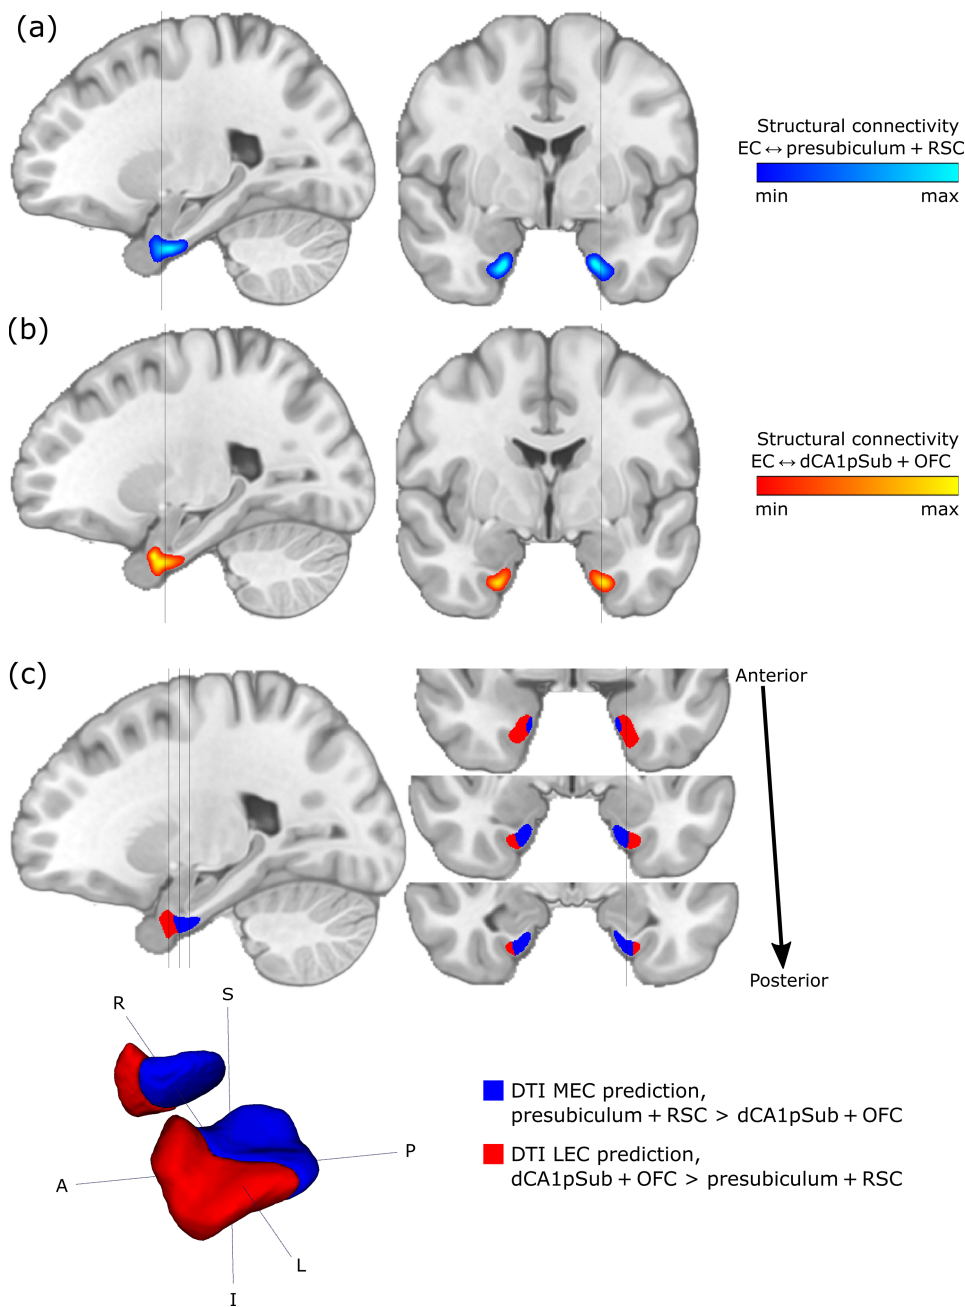 (a)
Structural connectivity
EC ↔ presubiculum + RSC
min max
(b)
Structural connectivity
EC ↔ dCA1pSub + OFC
min max
(c)
Anterior
Posterior
S
R
P
A
L
I
DTI MEC prediction,
presubiculum + RSC > dCA1pSub + OFC
DTI LEC prediction,
dCA1pSub + OFC > presubiculum + RSC